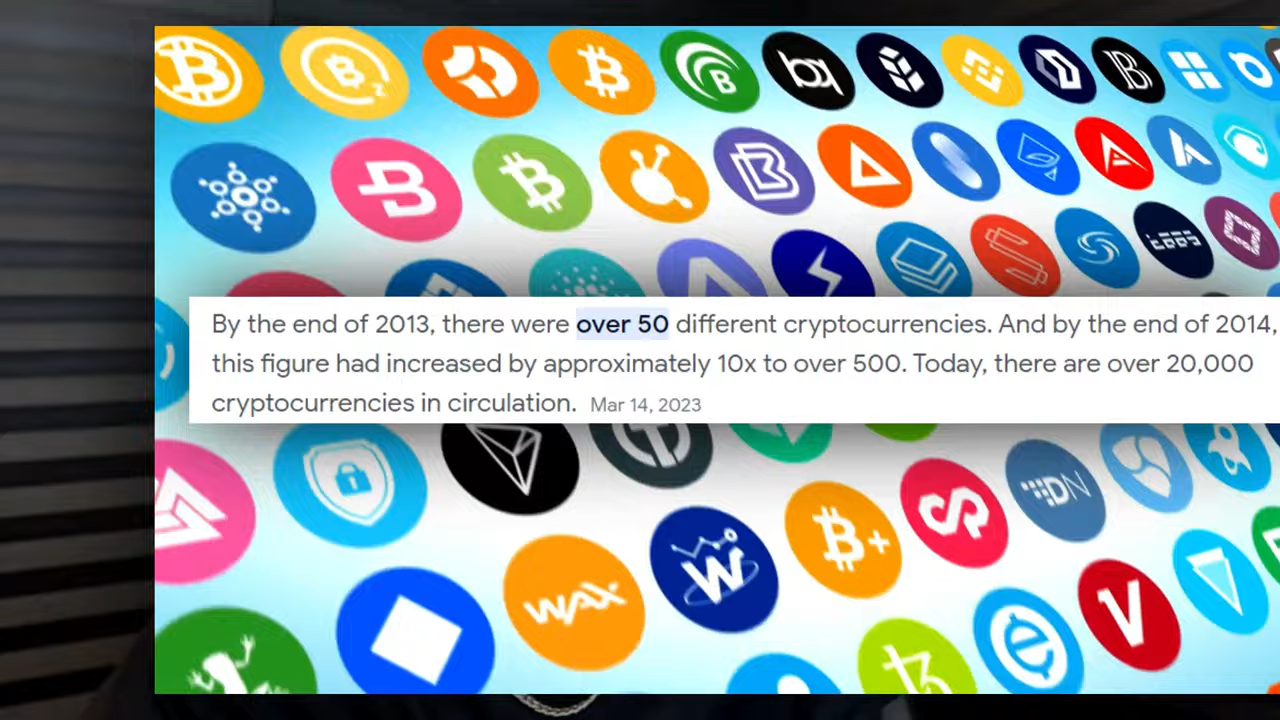 By the end of 2013, there were over 50 different cryptocurrencies. And by the end of 2014,
this figure had increased by approximately 10x to over 500. Today, there are over 20,000
cryptocurrencies in circulation. Mar 14, 2023
WAX
W
B+
DN
V